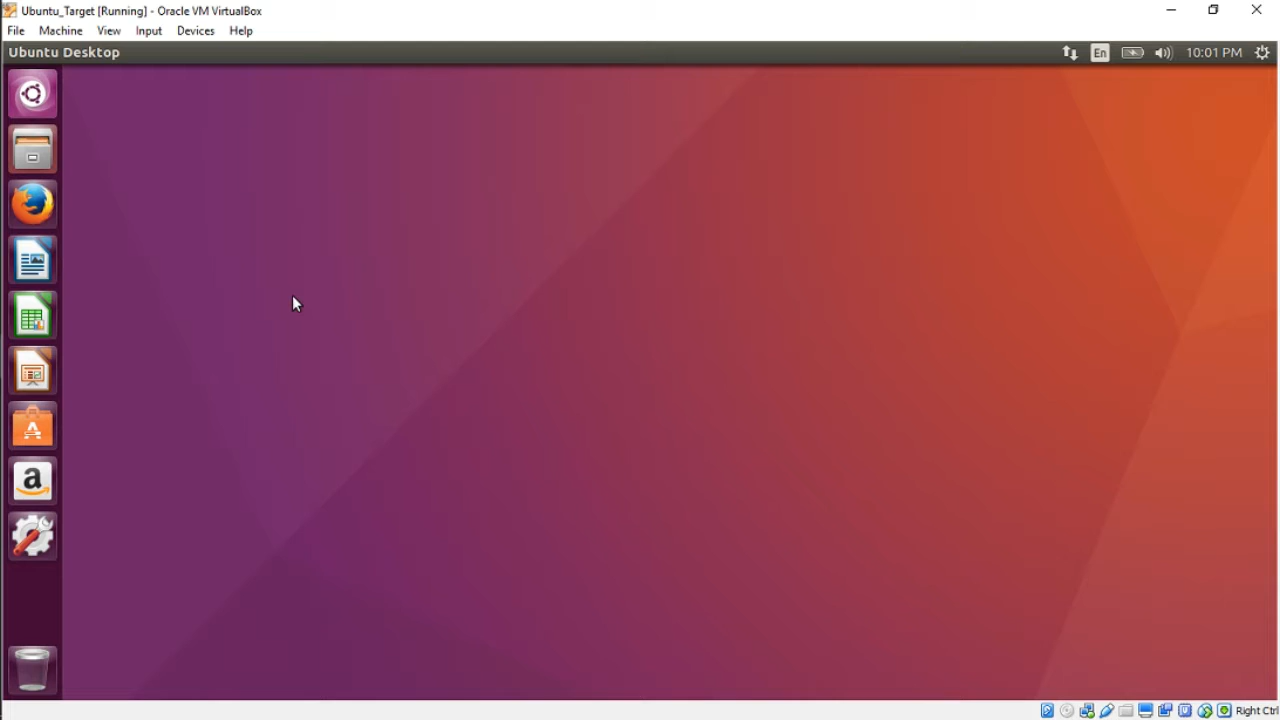 Ubuntu_Target [Running] - Oracle VM VirtualBox
File Machine View Input Devices Help
Ubuntu Desktop En 10:01 PM
a
Right Ctrl